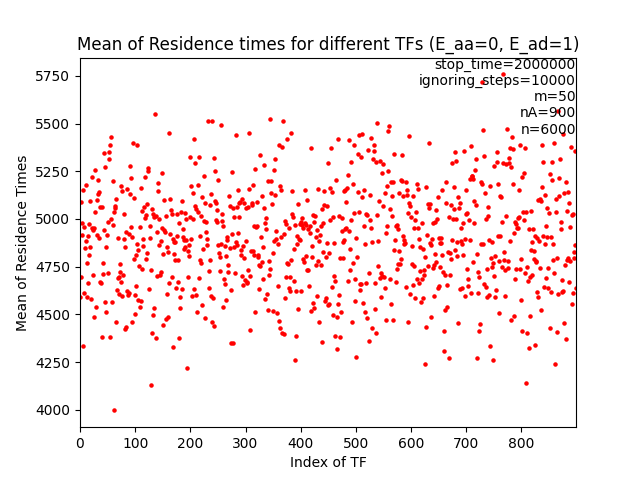 Mean of Residence times for different TFs (E_aa=0, E_ad=1)
stop_time=2000000
ignoring_steps=10000
m=50
nA=900
n=6000
Mean of Residence Times
5750
5500
5250
5000
4750
4500
4250
4000
0 100 200 300 400 500 600 700 800
Index of TF